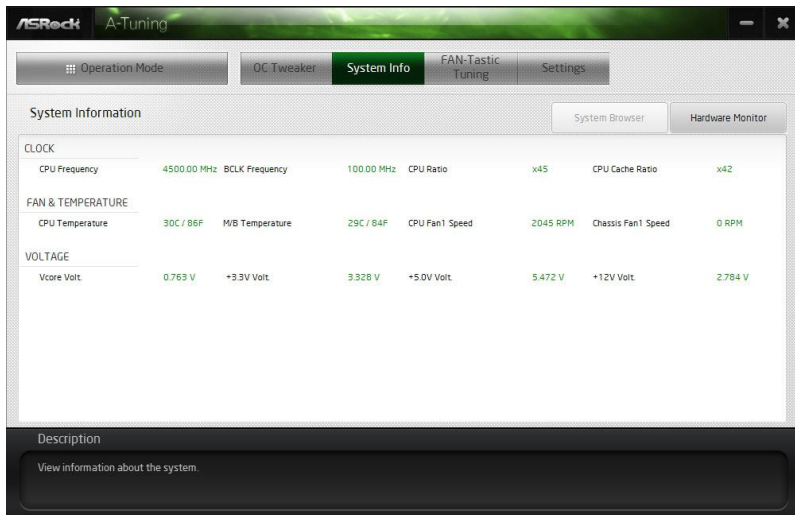 ASRock A-Tuning
Operation Mode OC Tweaker System Info FAN-Tastic Tuning Settings
System Information System Browser Hardware Monitor
CLOCK
CPU Frequency 4500.00 MHz BCLK Frequency 100.00 MHz CPU Ratio x45 CPU Cache Ratio x42
FAN & TEMPERATURE
CPU Temperature 30C / 86F M/B Temperature 29C / 84F CPU Fan1 Speed 2045 RPM Chassis Fan1 Speed 0 RPM
VOLTAGE
Vcore Volt. 0.763 V +3.3V Volt. 3.328 V +5.0V Volt. 5.472 V +12V Volt. 2.784 V
Description
View information about the system.